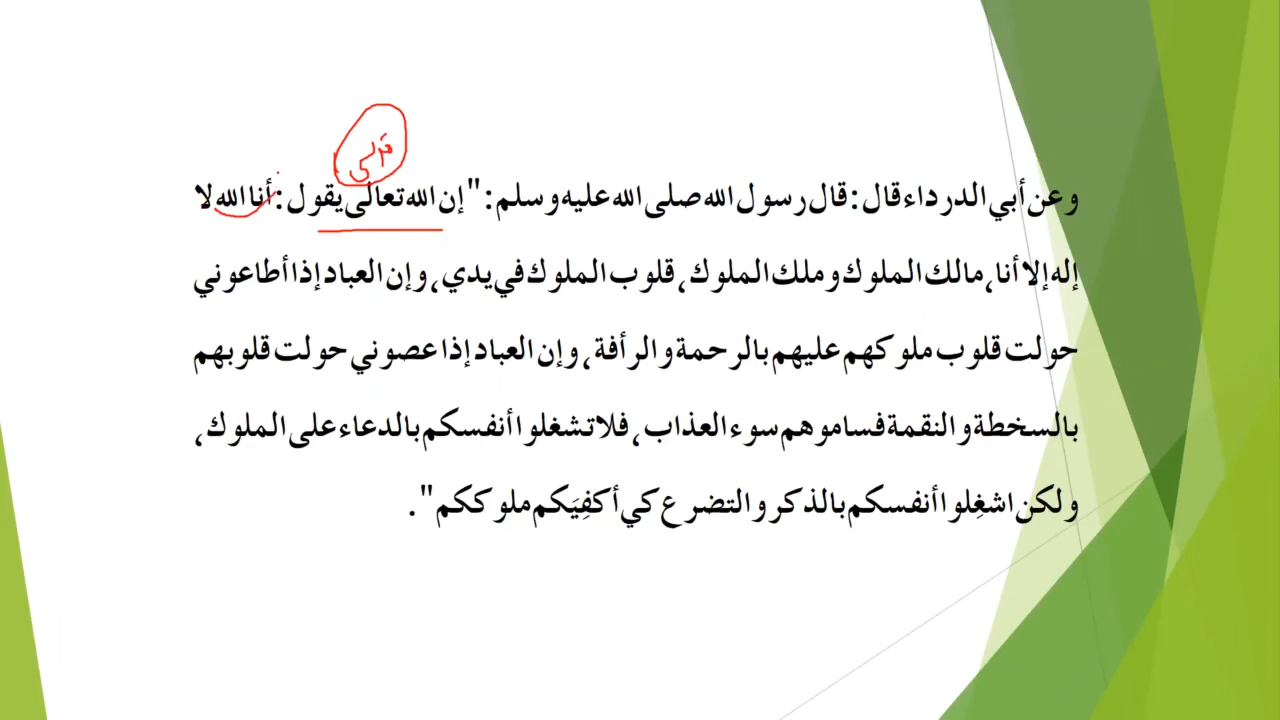 وعن أبي الدرداء قال: قال رسول الله صلى الله عليه وسلم: "إن الله تعالى يقول: أنا الله لا
إله إلا أنا، مالك الملوك وملك الملوك، قلوب الملوك في يدي، وإن العباد إذا أطاعوني
حولت قلوب ملوكهم عليهم بالرحمة والرأفة، وإن العباد إذا عصوني حولت قلوبهم
بالسخطة والنقمة فساموهم سوء العذاب، فلا تشغلوا أنفسكم بالدعاء على الملوك،
ولكن اشغِلوا أنفسكم بالذكر والتضرع كي أكفِيَكم ملوككم".